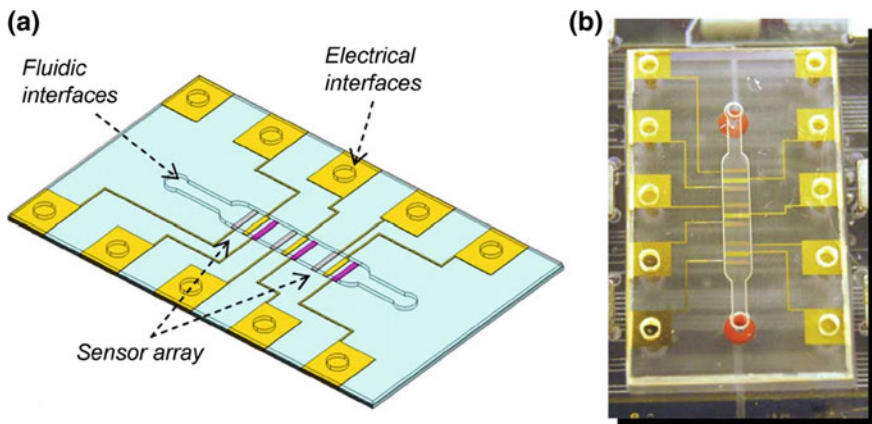 (a)
Fluidic
interfaces
Electrical
interfaces
Sensor array
(b)